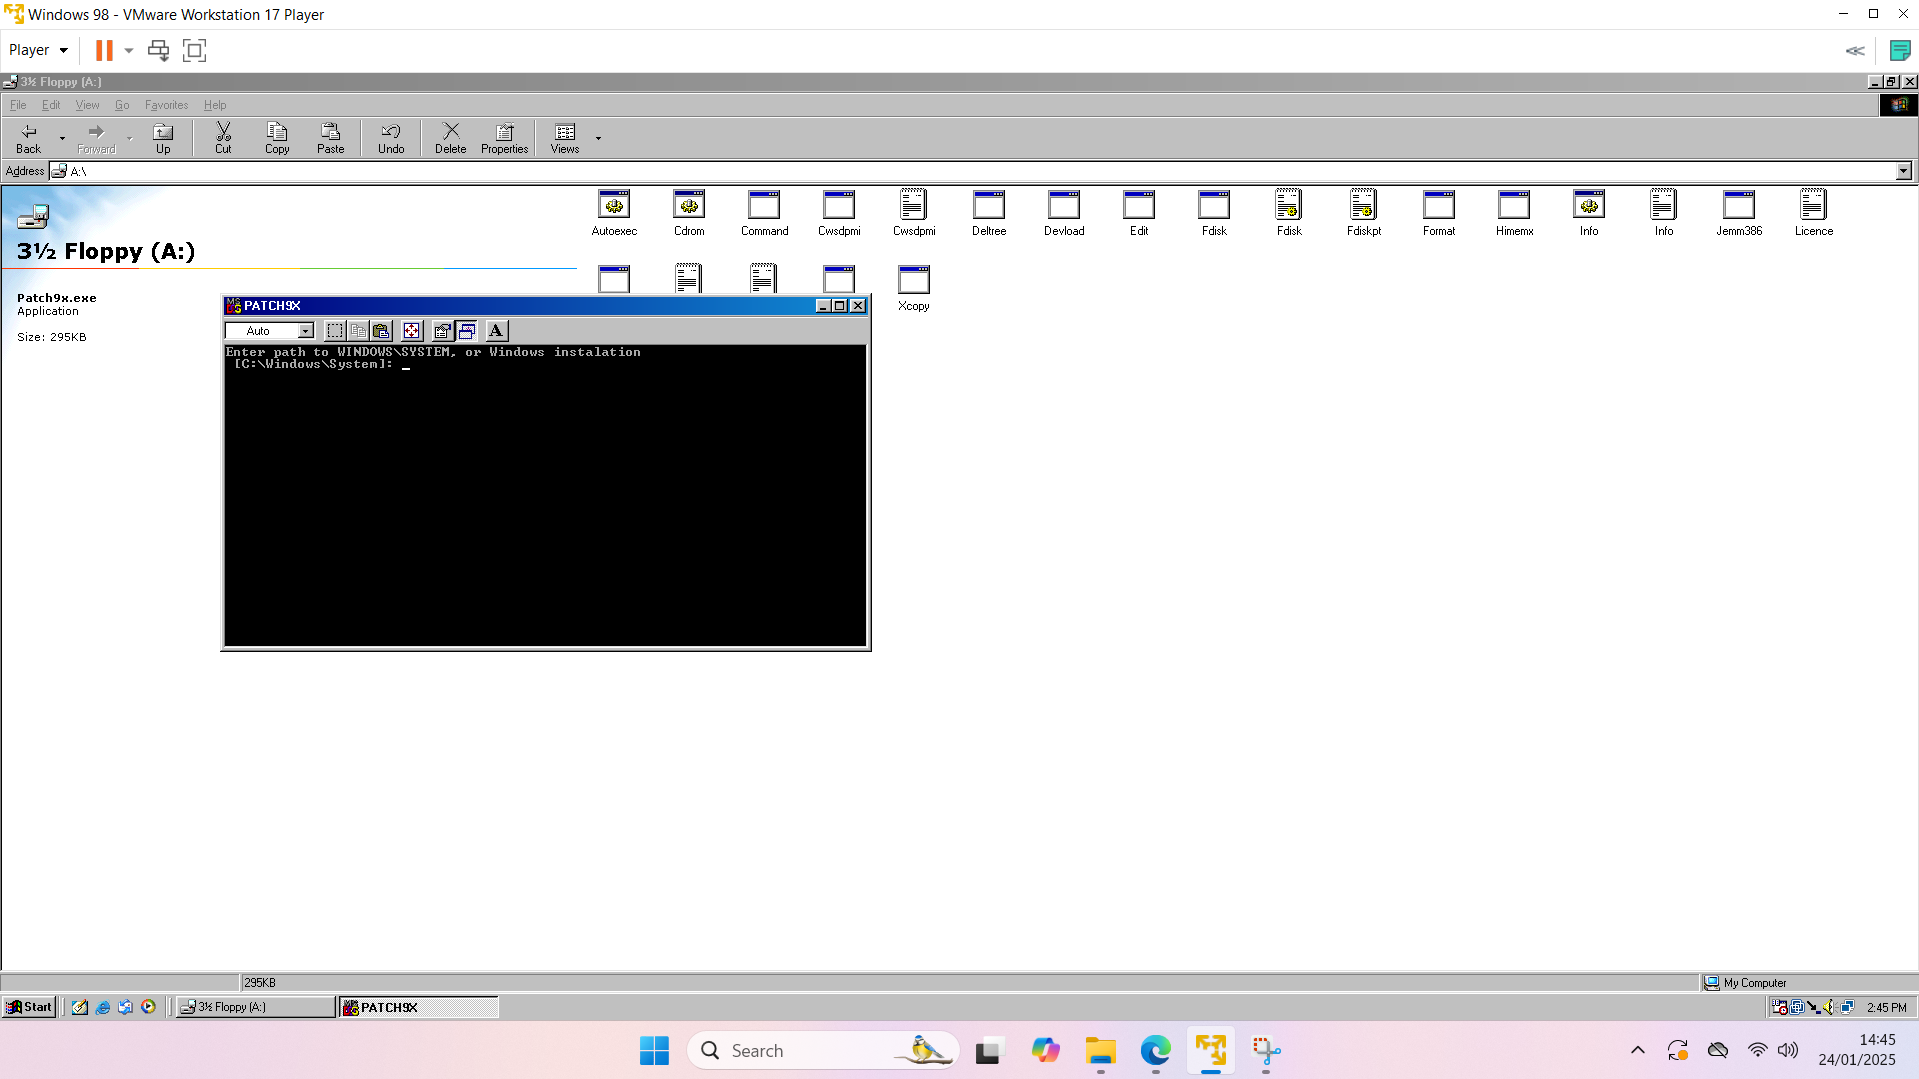 Windows 98 - VMware Workstation 17 Player
Player
3½ Floppy (A:)
File Edit View Go Favorites Help
Back Forward Up Cut Copy Paste Undo Delete Properties Views
Address A:\
3½ Floppy (A:)
Patch9x.exe
Application
Size: 295KB
Autoexec Cdrom Command Cwsdpmi Cwsdpmi Deltree Devload Edit Fdisk Fdisk Fdiskpt Format Himemx Info Info Jemm386 Licence
Xcopy
PATCH9X
Auto
A
Enter path to WINDOWS\SYSTEM, or Windows instalation
[C:\Windows\System]: _
295KB
My Computer
Start 3½ Floppy (A:) PATCH9X 2:45 PM
Search
14:45
24/01/2025